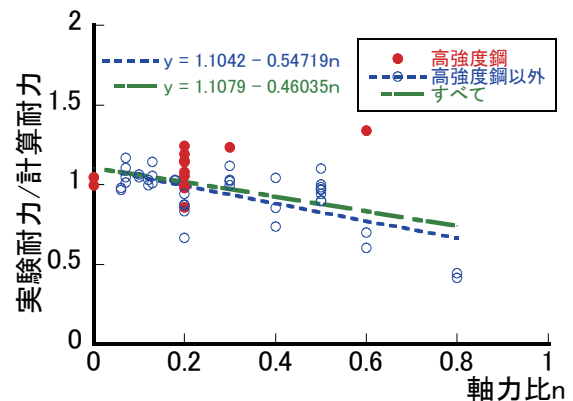 2
1.5
1
0.5
0
実験耐力/計算耐力
y = 1.1042 - 0.54719n
y = 1.1079 - 0.46035n
高強度鋼
高強度鋼以外
すべて
0 0.2 0.4 0.6 0.8 1
軸力比n